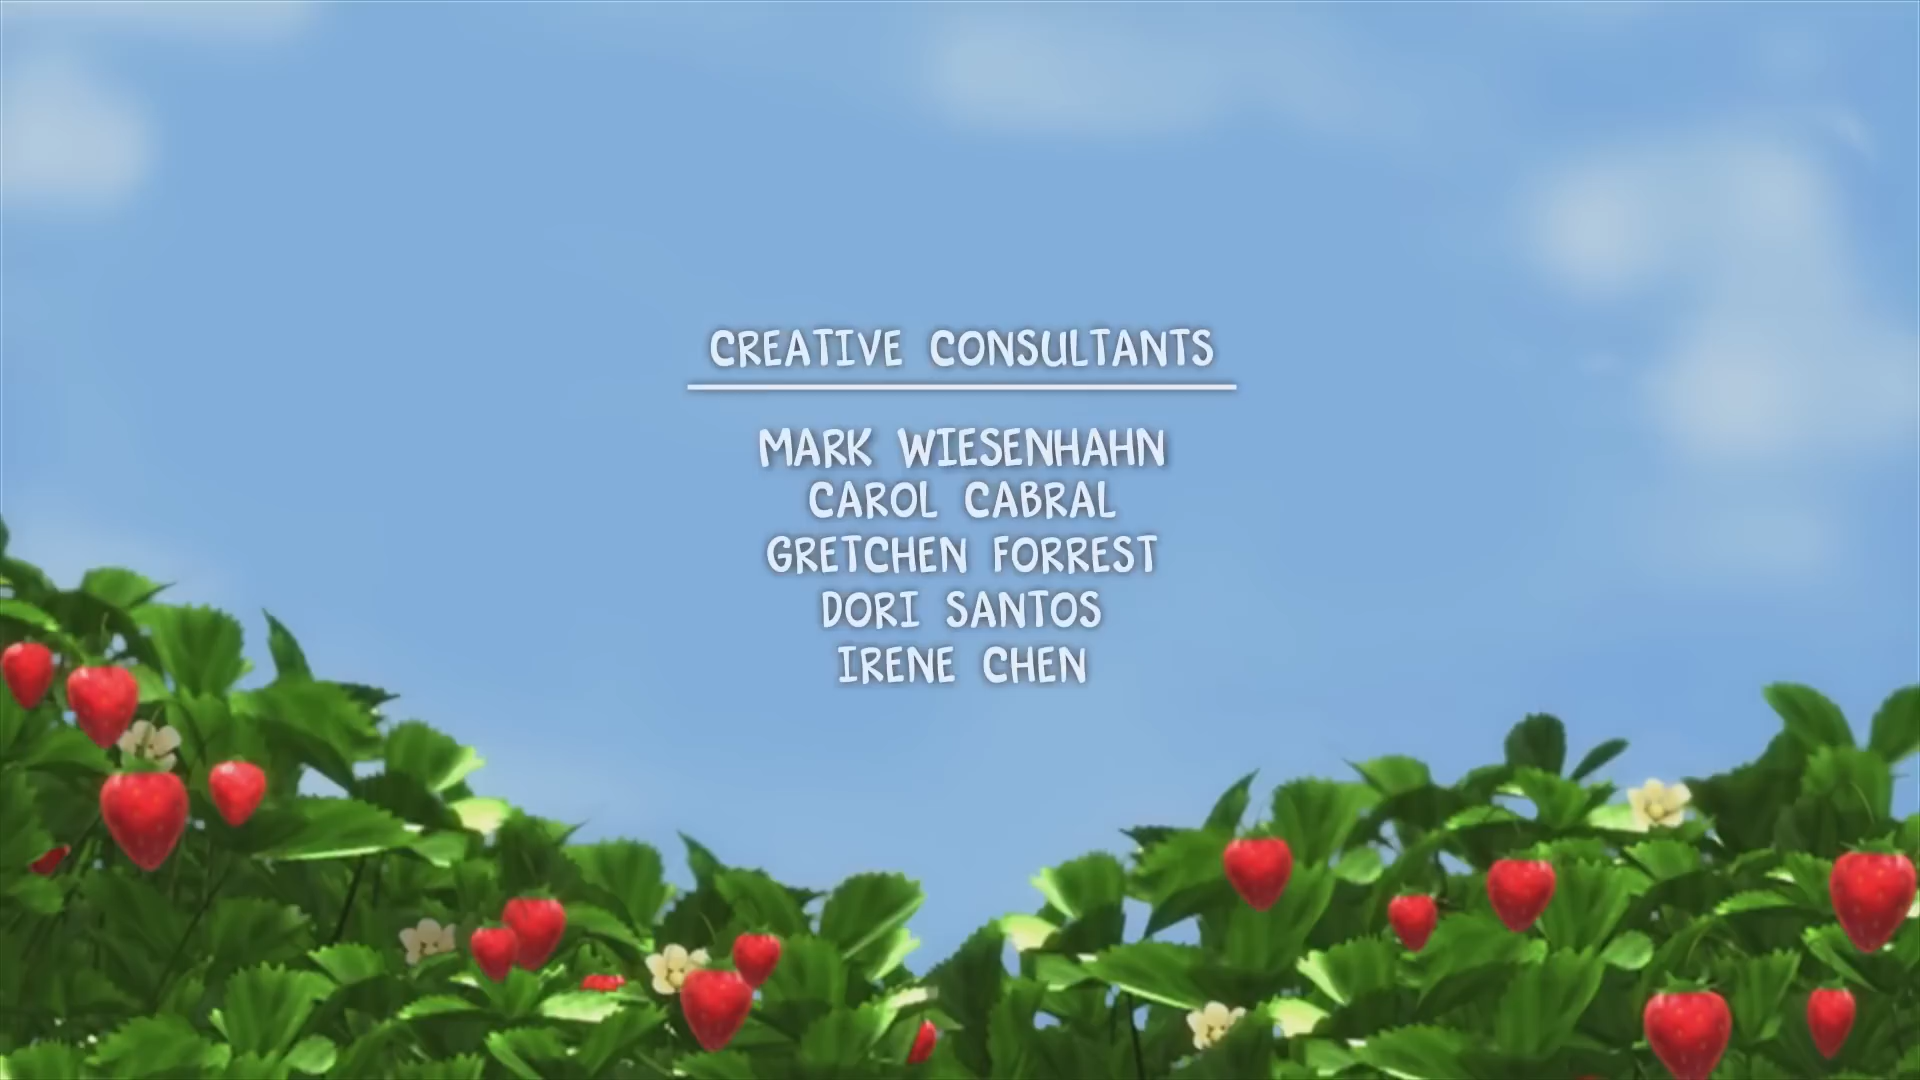 CREATIVE CONSULTANTS
MARK WIESENHAHN
CAROL CABRAL
GRETCHEN FORREST
DORI SANTOS
IRENE CHEN